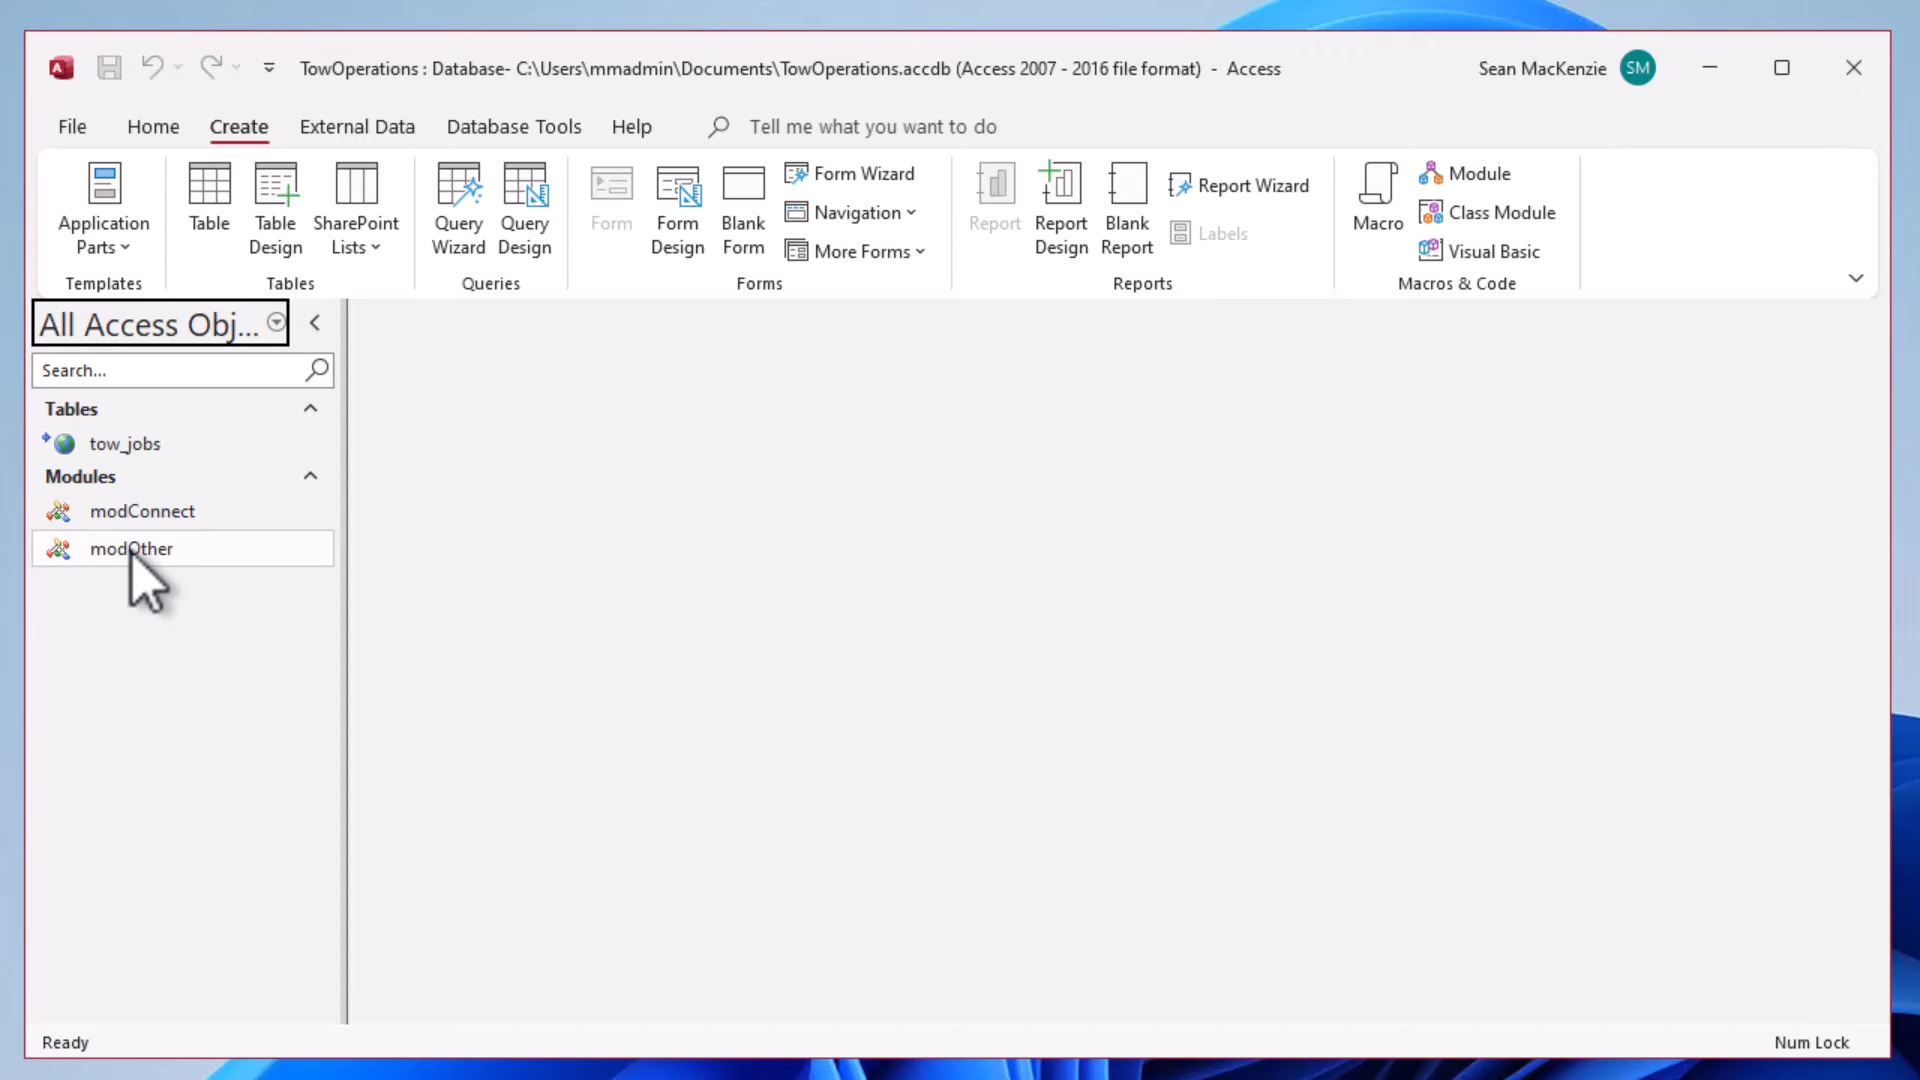 TowOperations : Database- C:\Users\mmadmin\Documents\TowOperations.accdb (Access 2007 - 2016 file format) - Access
Sean MacKenzie
SM
File
Home
Create
External Data
Database Tools
Help
Tell me what you want to do
Application
Parts
Templates
Table
Table
Design
SharePoint
Lists
Tables
Query
Wizard
Query
Design
Queries
Form
Form
Design
Blank
Form
Form Wizard
Navigation
More Forms
Forms
Report
Report
Design
Blank
Report
Report Wizard
Labels
Reports
Macro
Module
Class Module
Visual Basic
Macros & Code
All Access Obj...
Search...
Tables
tow_jobs
Modules
modConnect
modOther
Ready
Num Lock